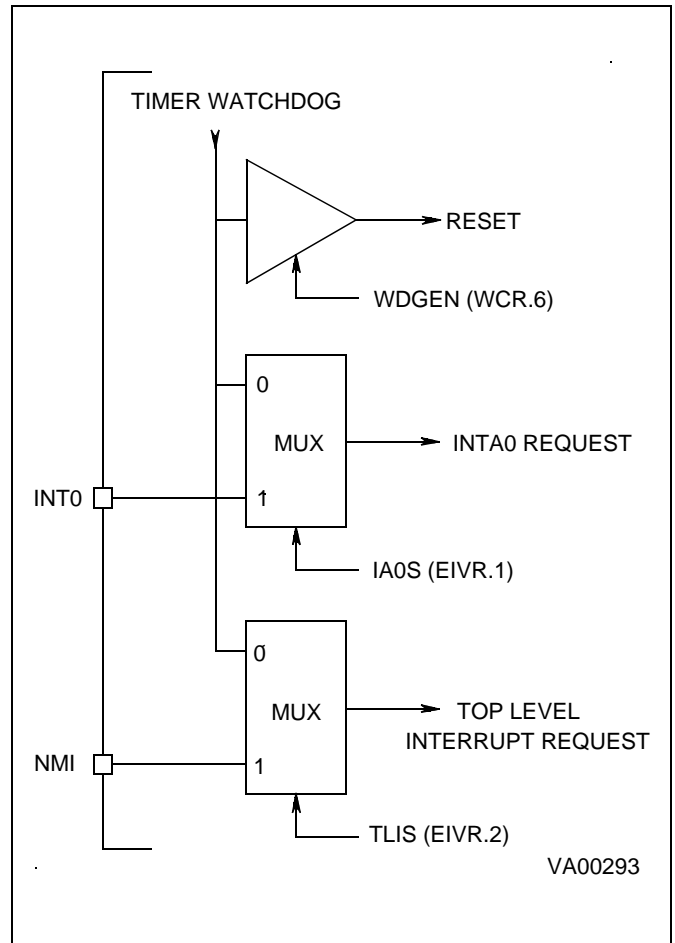 TIMER WATCHDOG
RESET
WDGEN (WCR.6)
0
MUX
INTA0 REQUEST
INT0
1
IA0S (EIVR.1)
0
MUX
TOP LEVEL
INTERRUPT REQUEST
NMI
1
TLIS (EIVR.2)
VA00293